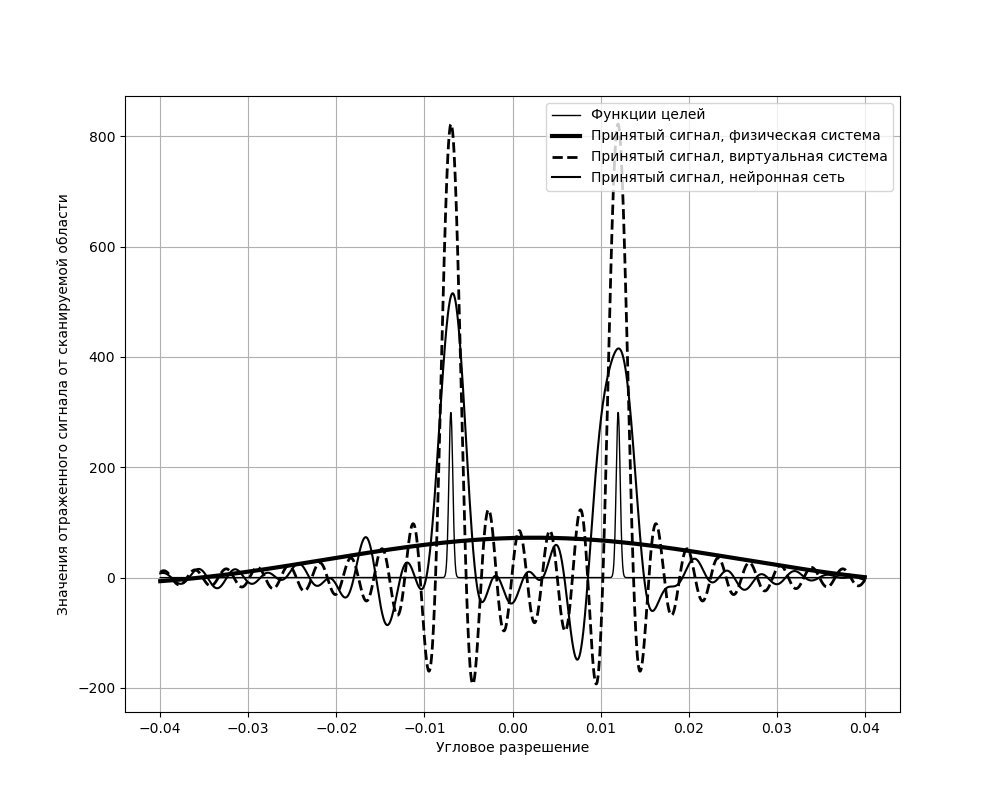 Функции целей
Принятый сигнал, физическая система
Принятый сигнал, виртуальная система
Принятый сигнал, нейронная сеть
Значения отраженного сигнала от сканируемой области
800
600
400
200
0
−200
−0.04 −0.03 −0.02 −0.01 0.00 0.01 0.02 0.03 0.04
Угловое разрешение